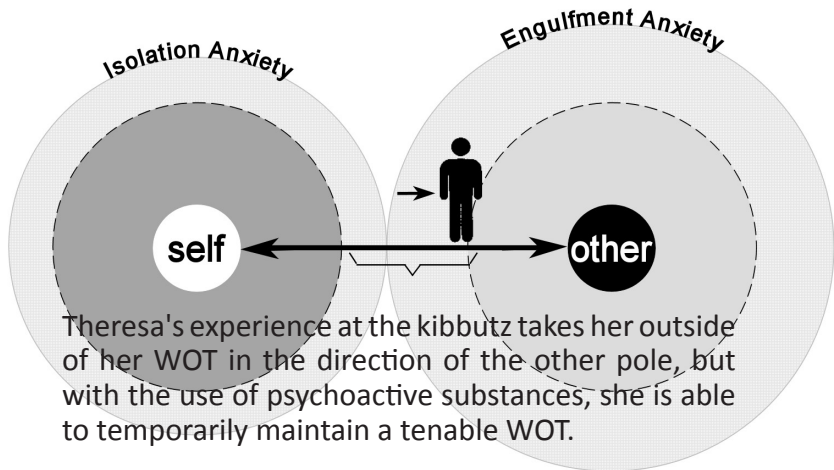 Isolation Anxiety
Engulfment Anxiety
self
other
Theresa's experience at the kibbutz takes her outside
of her WOT in the direction of the other pole, but
with the use of psychoactive substances, she is able
to temporarily maintain a tenable WOT.